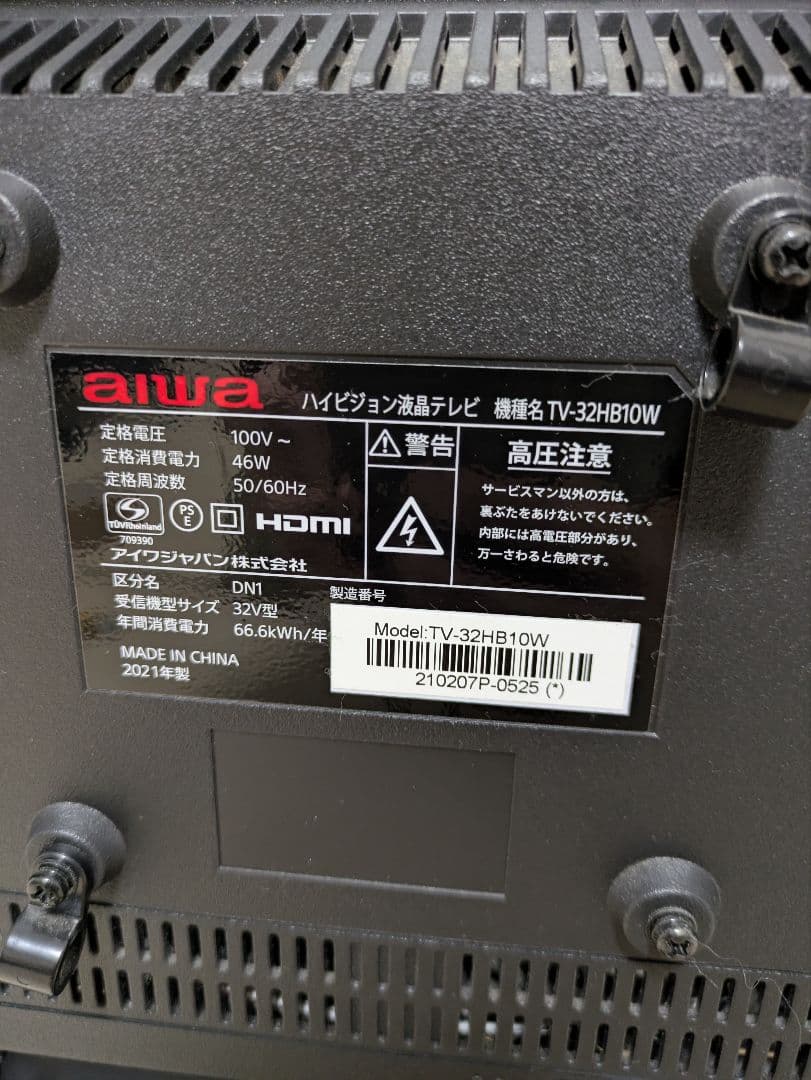 aiwa
ハイビジョン液晶テレビ 機種名 TV-32HB10W
定格電圧 100V～
定格消費電力 46W
定格周波数 50/60Hz
TÜVRheinland
PS E
HDMI
709390
アイワジャパン株式会社
警告
高圧注意
サービスマン以外の方は、
裏ぶたをあけないでください。
内部には高電圧部分があり、
万一さわると危険です。
区分名 DN1
受信機型サイズ 32V型
年間消費電力 66.6kWh/年
MADE IN CHINA
2021年製
製造番号
Model:TV-32HB10W
210207P-0525 (*)